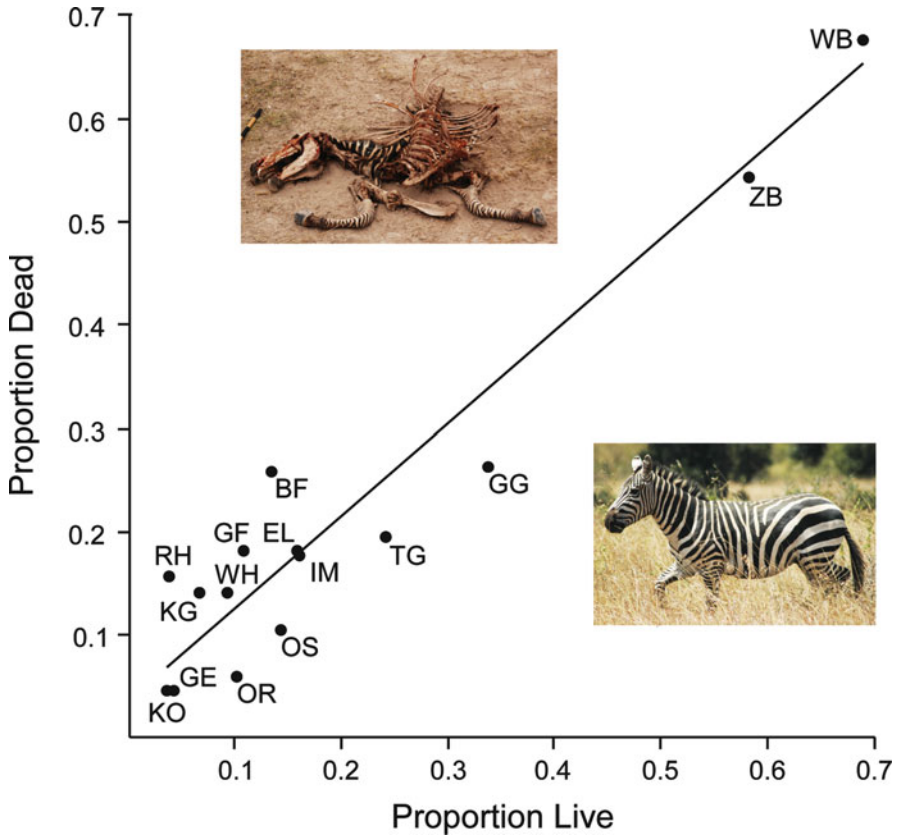 0.7
0.6
0.5
0.4
0.3
0.2
0.1
Proportion Dead
WB
ZB
GG
BF
TG
GF
EL
IM
RH
WH
KG
OS
GE
OR
KO
0.1
0.2
0.3
0.4
0.5
0.6
0.7
Proportion Live